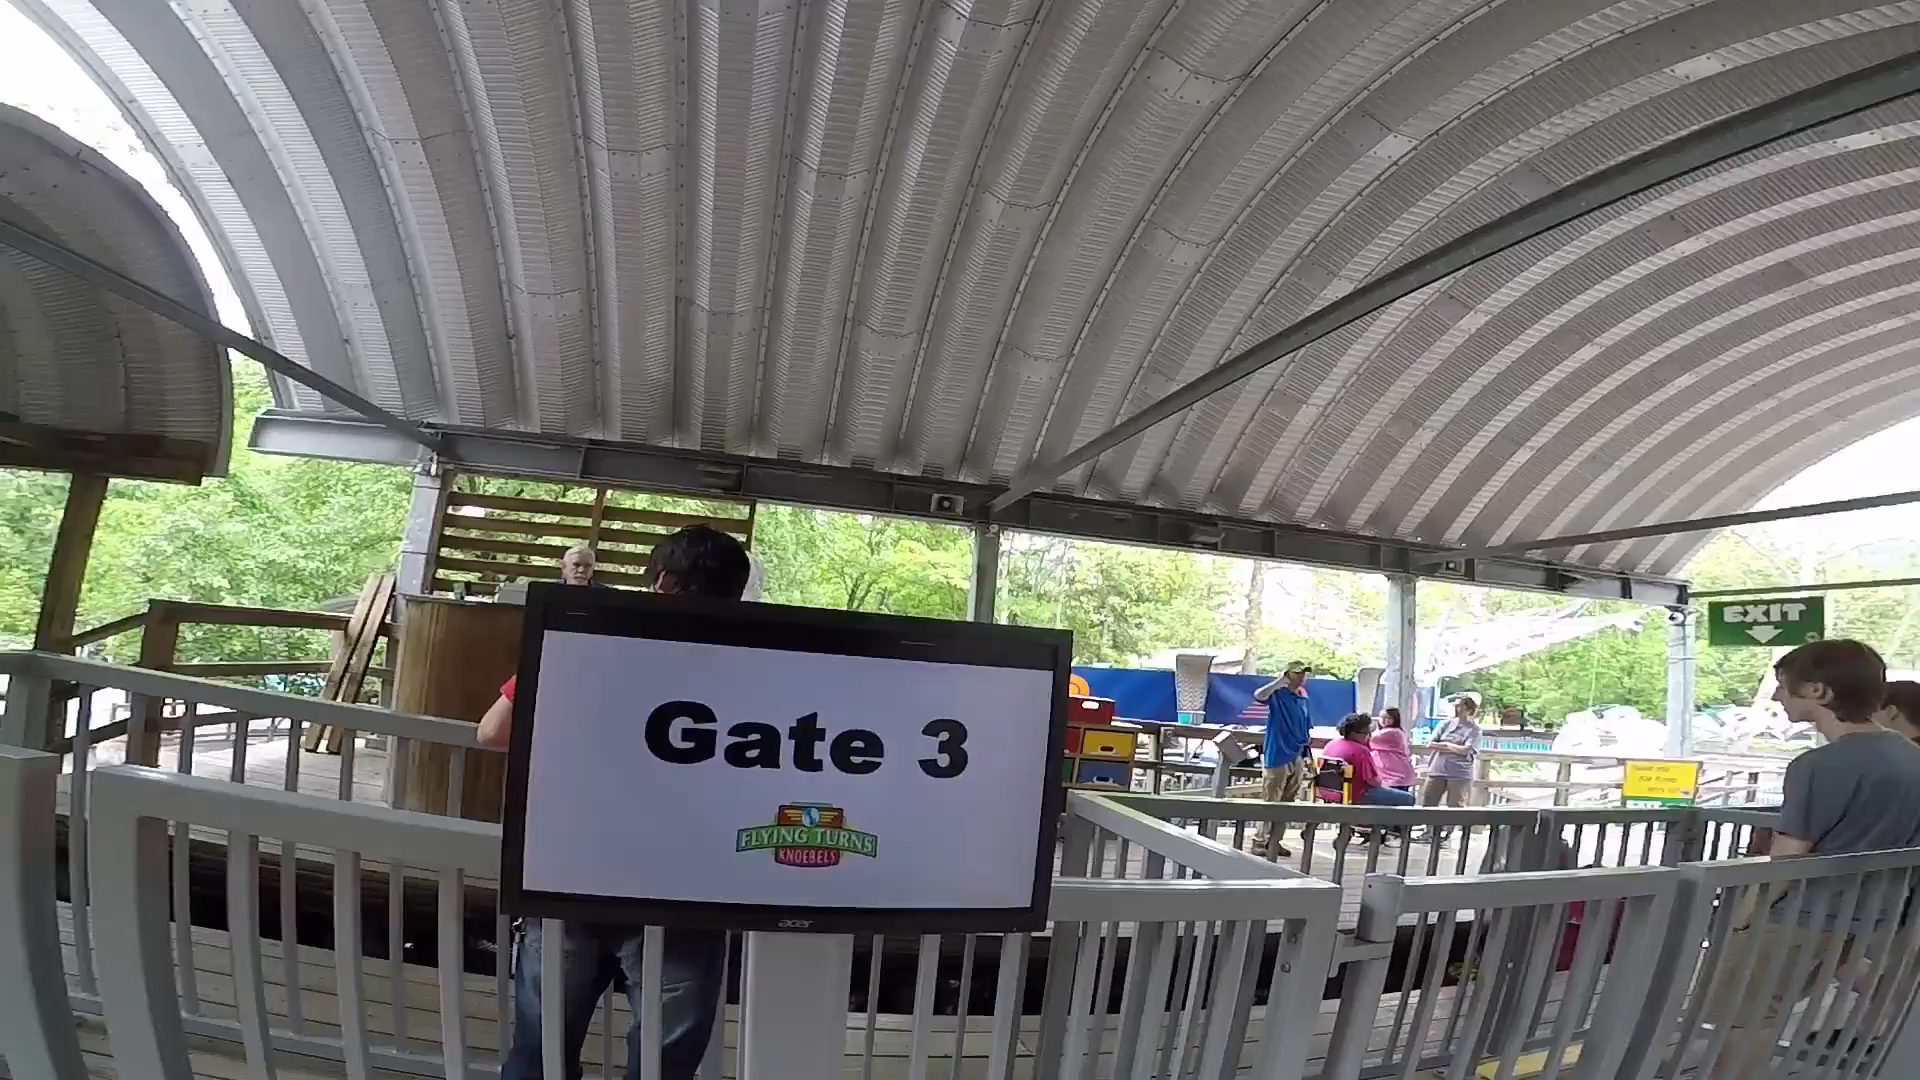 EXIT
Gate 3
FLYING TURNS
KNOEBELS
acer